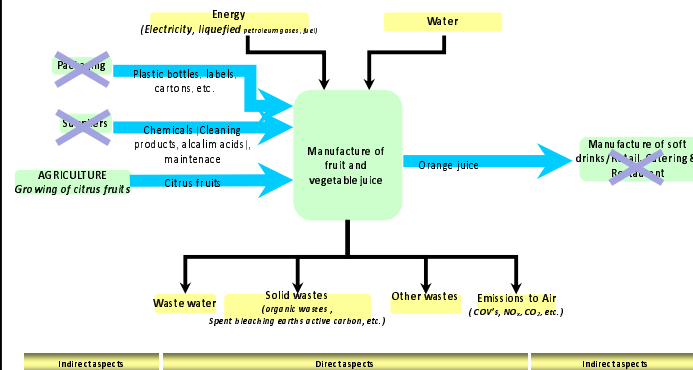 Energy
(Electricity, liquefied petroleum gases, fuel)
Water
Packaging
Plastic bottles, labels,
cartons, etc.
Suppliers
Chemicals (Cleaning
products, alcalim acids),
maintenace
AGRICULTURE
Growing of citrus fruits
Citrus fruits
Manufacture of
fruit and
vegetable juice
Orange juice
Manufacture of soft
drinks/Retail, Catering &
Restaurant
Waste water
Solid wastes
(organic wastes,
Spent bleaching earths active carbon, etc.)
Other wastes
Emissions to Air
(COV's, NOx, CO2, etc.)
Indirect aspects
Direct aspects
Indirect aspects